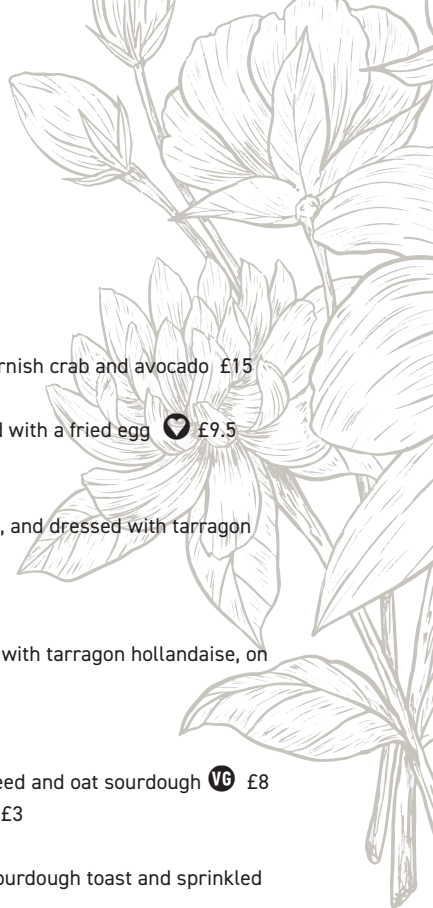 rnish crab and avocado £15
with a fried egg £9.5
, and dressed with tarragon
with tarragon hollandaise, on
eed and oat sourdough VG £8
£3
ourdough toast and sprinkled